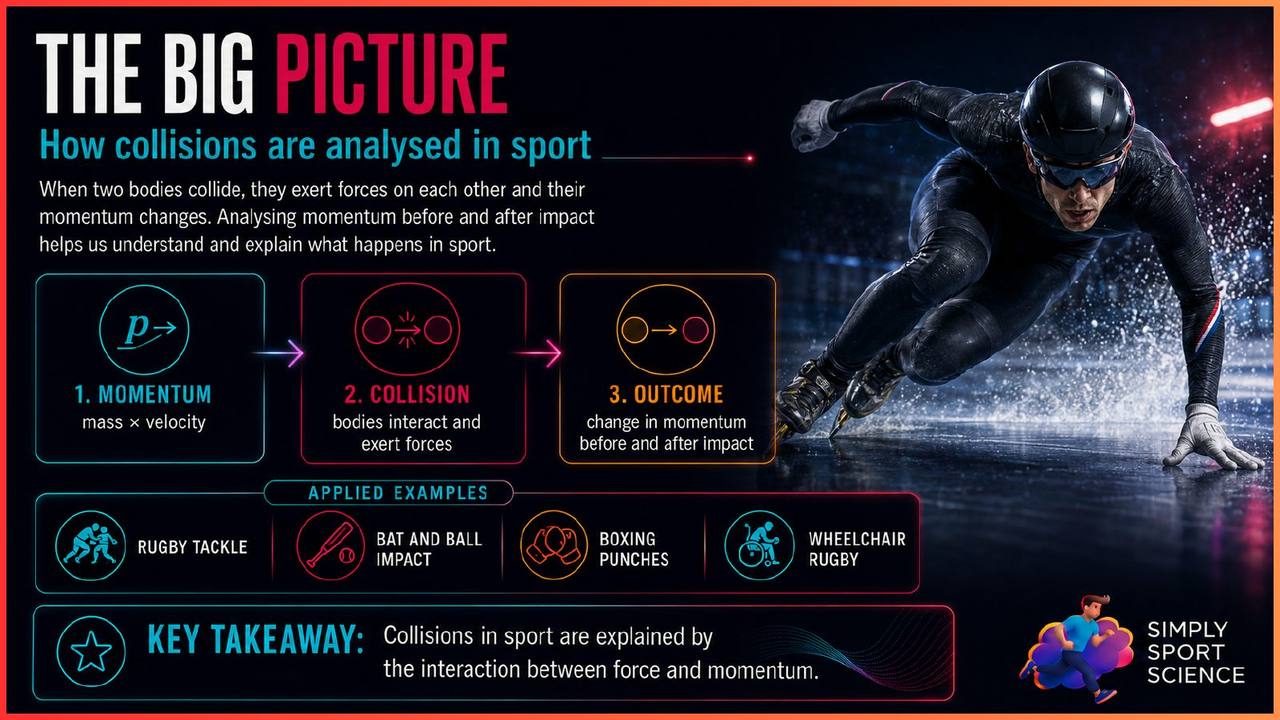 THE BIG PICTURE
How collisions are analysed in sport
When two bodies collide, they exert forces on each other and their
momentum changes. Analysing momentum before and after impact
helps us understand and explain what happens in sport.
p
1. MOMENTUM
mass × velocity
2. COLLISION
bodies interact and
exert forces
3. OUTCOME
change in momentum
before and after impact
APPLIED EXAMPLES
RUGBY TACKLE
BAT AND BALL
IMPACT
BOXING
PUNCHES
WHEELCHAIR
RUGBY
KEY TAKEAWAY:
Collisions in sport are explained by
the interaction between force and momentum.
SIMPLY
SPORT
SCIENCE